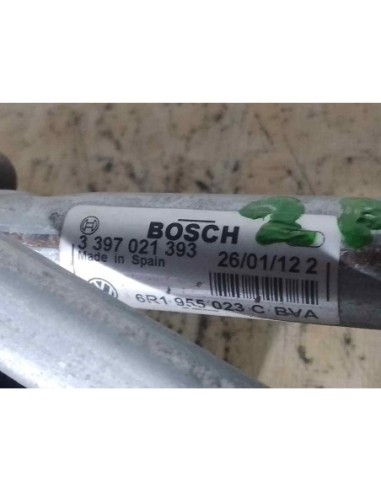 BOSCH
3 397 021 393
Made in Spain
26/01/12 2
6R1 955 023 C BVA